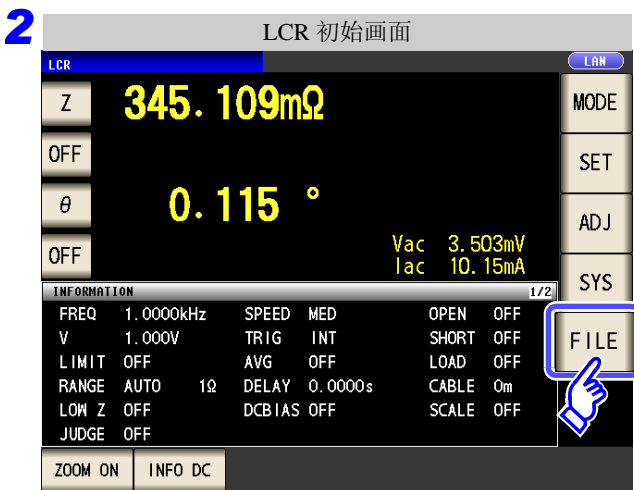 2
LCR 初始画面
LCR
LAN
Z 345.109mΩ
OFF
θ 0.115 °
OFF
Vac 3.503mV
Iac 10.15mA
MODE
SET
ADJ
SYS
FILE
INFORMATION 1/2
FREQ 1.0000kHz SPEED MED OPEN OFF
V 1.000V TRIG INT SHORT OFF
LIMIT OFF AVG OFF LOAD OFF
RANGE AUTO 1Ω DELAY 0.0000s CABLE 0m
LOW Z OFF DCBIAS OFF SCALE OFF
JUDGE OFF
ZOOM ON INFO DC